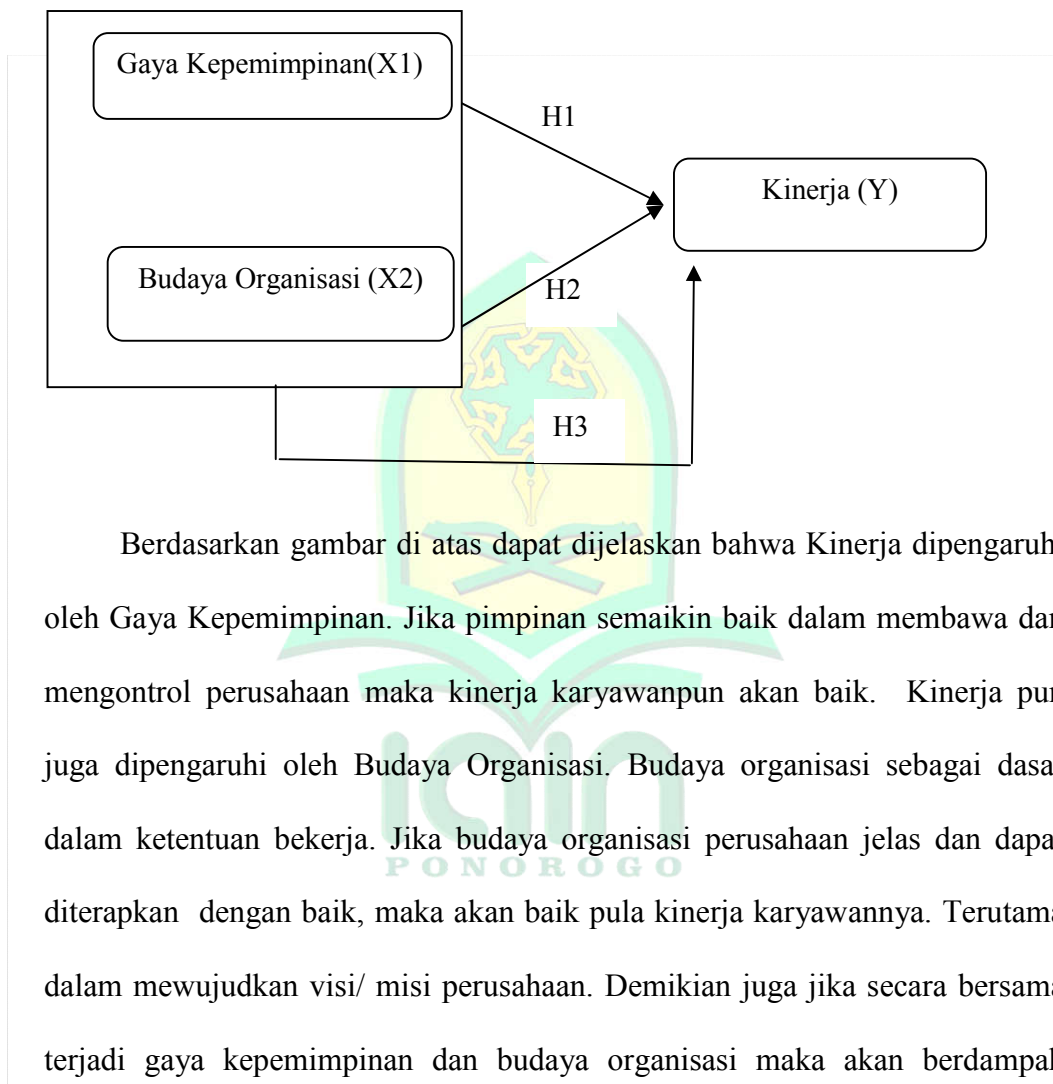 Gaya Kepemimpinan(X1)
H1
Kinerja (Y)
Budaya Organisasi (X2)
H2
H3
Berdasarkan gambar di atas dapat dijelaskan bahwa Kinerja dipengaruh
oleh Gaya Kepemimpinan. Jika pimpinan semaikin baik dalam membawa dan
mengontrol perusahaan maka kinerja karyawanpun akan baik. Kinerja pun
juga dipengaruhi oleh Budaya Organisasi. Budaya organisasi sebagai dasa
dalam ketentuan bekerja. Jika budaya organisasi perusahaan jelas dan dapa
diterapkan dengan baik, maka akan baik pula kinerja karyawannya. Terutama
dalam mewujudkan visi/ misi perusahaan. Demikian juga jika secara bersama
terjadi gaya kepemimpinan dan budaya organisasi maka akan berdampak
iain
PONOROGO